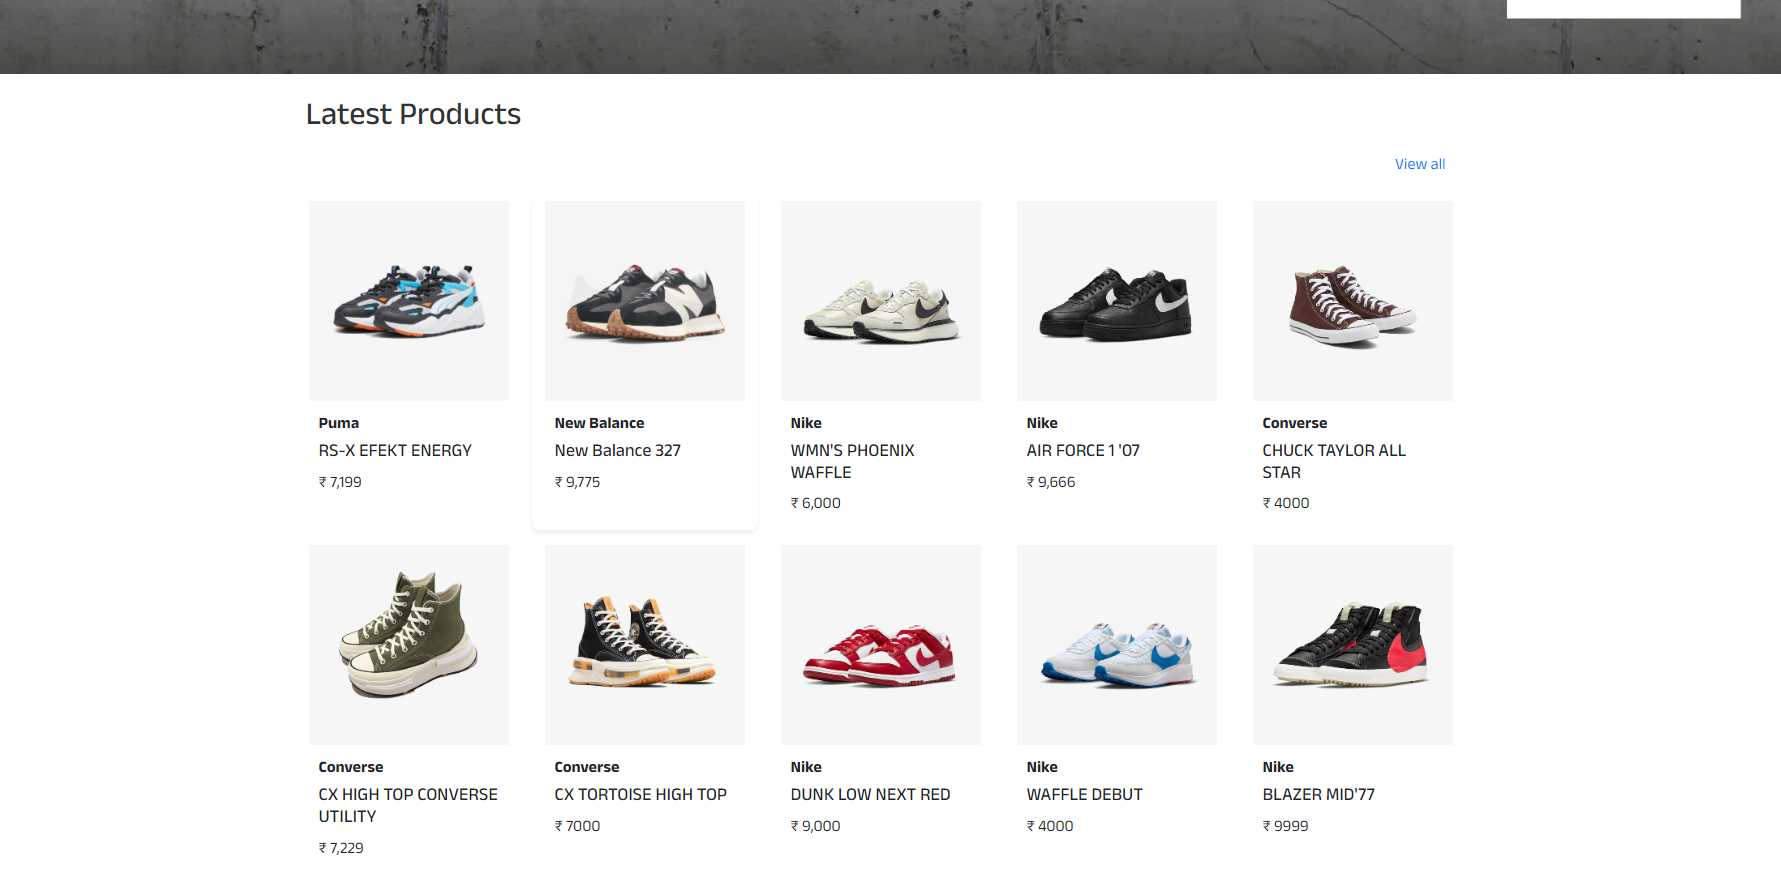 Latest Products
View all
Puma
RS-X EFEKT ENERGY
₹ 7,199
New Balance
New Balance 327
₹ 9,775
Nike
WMN'S PHOENIX
WAFFLE
₹ 6,000
Nike
AIR FORCE 1 '07
₹ 9,666
Converse
CHUCK TAYLOR ALL
STAR
₹ 4000
Converse
CX HIGH TOP CONVERSE
UTILITY
₹ 7,229
Converse
CX TORTOISE HIGH TOP
₹ 7000
Nike
DUNK LOW NEXT RED
₹ 9,000
Nike
WAFFLE DEBUT
₹ 4000
Nike
BLAZER MID'77
₹ 9999